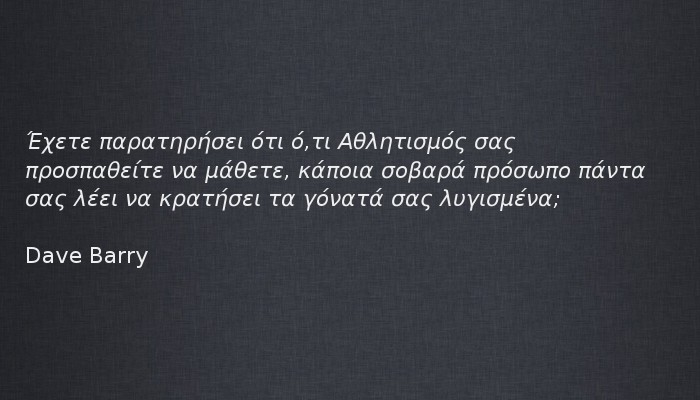 Έχετε παρατηρήσει ότι ό,τι Αθλητισμός σας
προσπαθείτε να μάθετε, κάποια σοβαρά πρόσωπο πάντα
σας λέει να κρατήσει τα γόνατά σας λυγισμένα;
Dave Barry